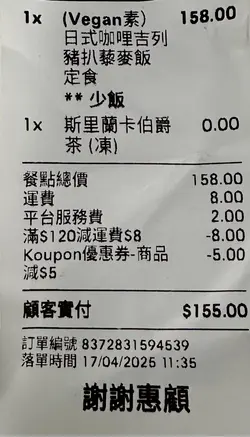 1x (Vegan素) 158.00
日式咖哩吉列
豬扒藜麥飯
定食
** 少飯
1x 斯里蘭卡伯爵 0.00
茶 (凍)
餐點總價 158.00
運費 8.00
平台服務費 2.00
滿$120減運費$8 -8.00
Koupon優惠券-商品 -5.00
減$5
顧客實付 $155.00
訂單編號 8372831594539
落單時間 17/04/2025 11:35
謝謝惠顧